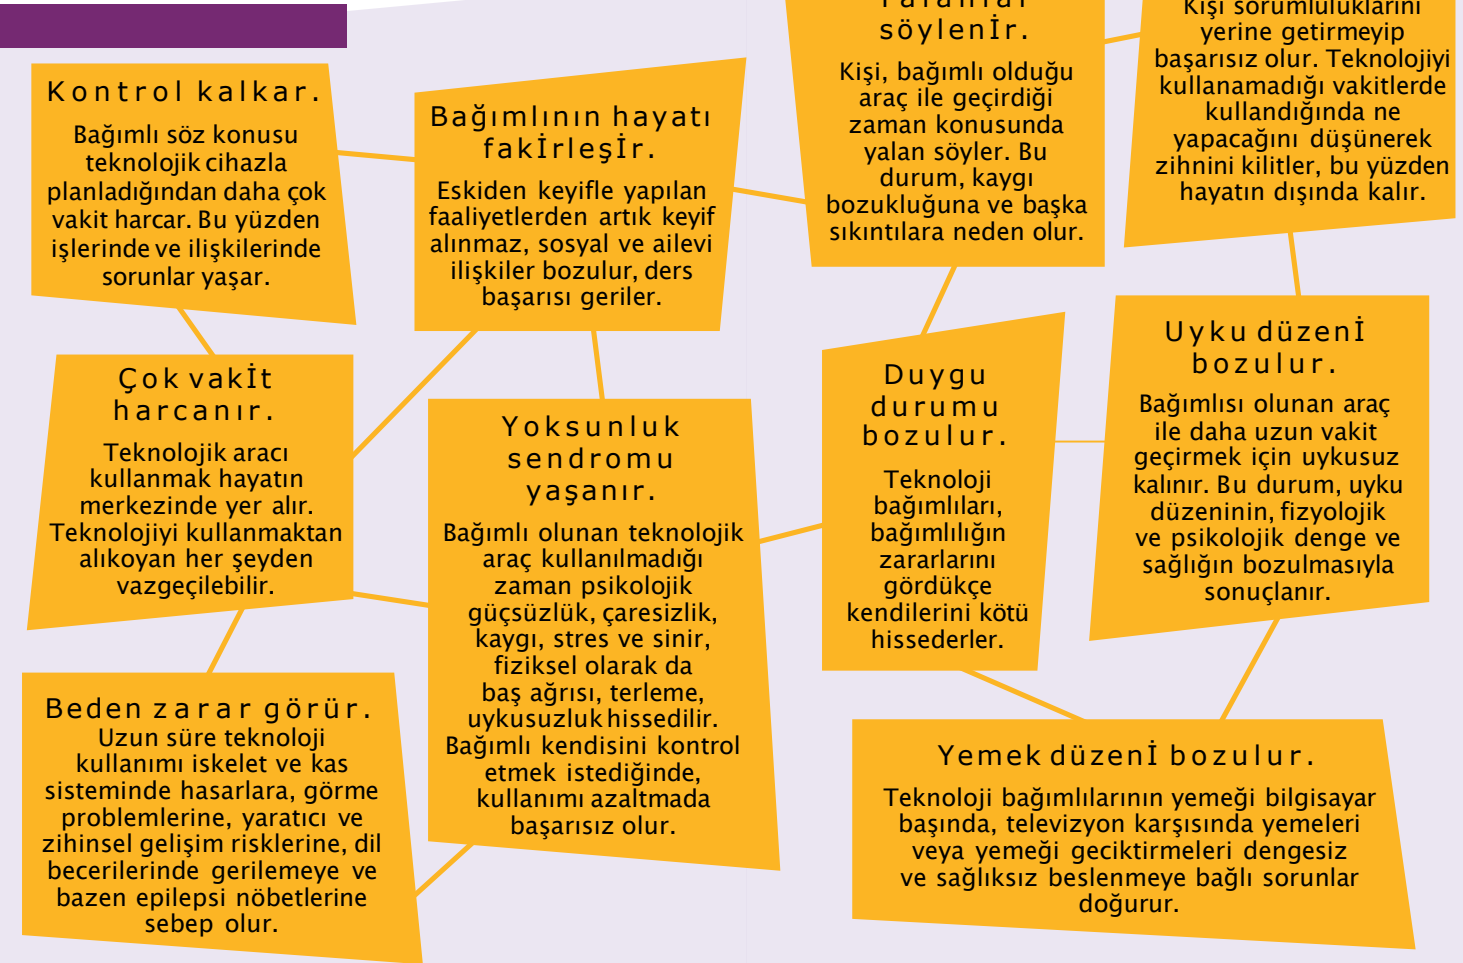 Kontrol kalkar.
Bağımlı söz konusu
teknolojik cihazla
planladığından daha çok
vakit harcar. Bu yüzden
işlerinde ve ilişkilerinde
sorunlar yaşar.
Bağımlının hayatı
fakİrleşİr.
Eskiden keyifle yapılan
faaliyetlerden artık keyif
alınmaz, sosyal ve ailevi
ilişkiler bozulur, ders
başarısı geriler.
söylenİr.
Kişi, bağımlı olduğu
araç ile geçirdiği
zaman konusunda
yalan söyler. Bu
durum, kaygı
bozukluğuna ve başka
sıkıntılara neden olur.
Kişi sorumluluklarını
yerine getirmeyip
başarısız olur. Teknolojiyi
kullanamadığı vakitlerde
kullandığında ne
yapacağını düşünerek
zihnini kilitler, bu yüzden
hayatın dışında kalır.
Çok vakİt
harcanır.
Teknolojik aracı
kullanmak hayatın
merkezinde yer alır.
Teknolojiyi kullanmaktan
alıkoyan her şeyden
vazgeçilebilir.
Yoksunluk
sendromu
yaşanır.
Bağımlı olunan teknolojik
araç kullanılmadığı
zaman psikolojik
güçsüzlük, çaresizlik,
kaygı, stres ve sinir,
fiziksel olarak da
baş ağrısı, terleme,
uykusuzluk hissedilir.
Bağımlı kendisini kontrol
etmek istediğinde,
kullanımı azaltmada
başarısız olur.
Duygu
durumu
bozulur.
Teknoloji
bağımlıları,
bağımlılığın
zararlarını
gördükçe
kendilerini kötü
hissederler.
Uyku düzenİ
bozulur.
Bağımlısı olunan araç
ile daha uzun vakit
geçirmek için uykusuz
kalınır. Bu durum, uyku
düzeninin, fizyolojik
ve psikolojik denge ve
sağlığın bozulmasıyla
sonuçlanır.
Beden zarar görür.
Uzun süre teknoloji
kullanımı iskelet ve kas
sisteminde hasarlara, görme
problemlerine, yaratıcı ve
zihinsel gelişim risklerine, dil
becerilerinde gerilemeye ve
bazen epilepsi nöbetlerine
sebep olur.
Yemek düzenİ bozulur.
Teknoloji bağımlılarının yemeği bilgisayar
başında, televizyon karşısında yemeleri
veya yemeği geciktirmeleri dengesiz
ve sağlıksız beslenmeye bağlı sorunlar
doğurur.